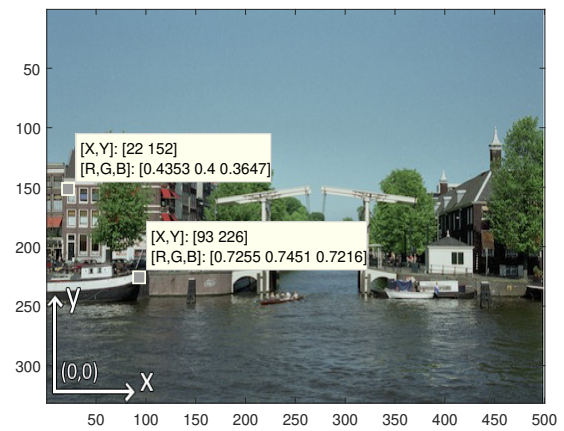 50
100
150
200
250
300
[X,Y]: [22 152]
[R,G,B]: [0.4353 0.4 0.3647]
[X,Y]: [93 226]
[R,G,B]: [0.7255 0.7451 0.7216]
y
(0,0)
x
50 100 150 200 250 300 350 400 450 500